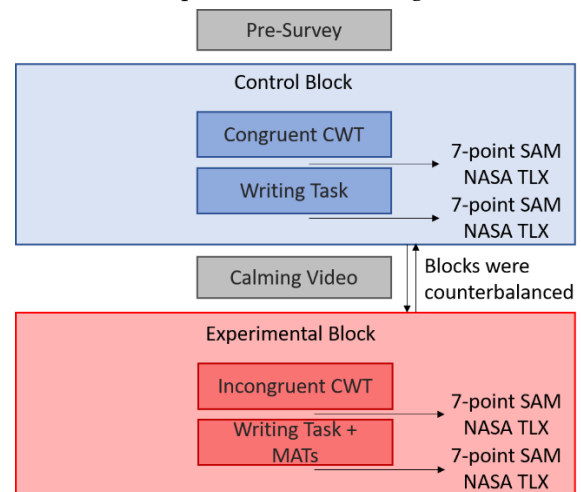 Pre-Survey
Control Block
Congruent CWT
7-point SAM
NASA TLX
Writing Task
7-point SAM
NASA TLX
Calming Video
Blocks were
counterbalanced
Experimental Block
Incongruent CWT
7-point SAM
NASA TLX
Writing Task +
MATs
7-point SAM
NASA TLX